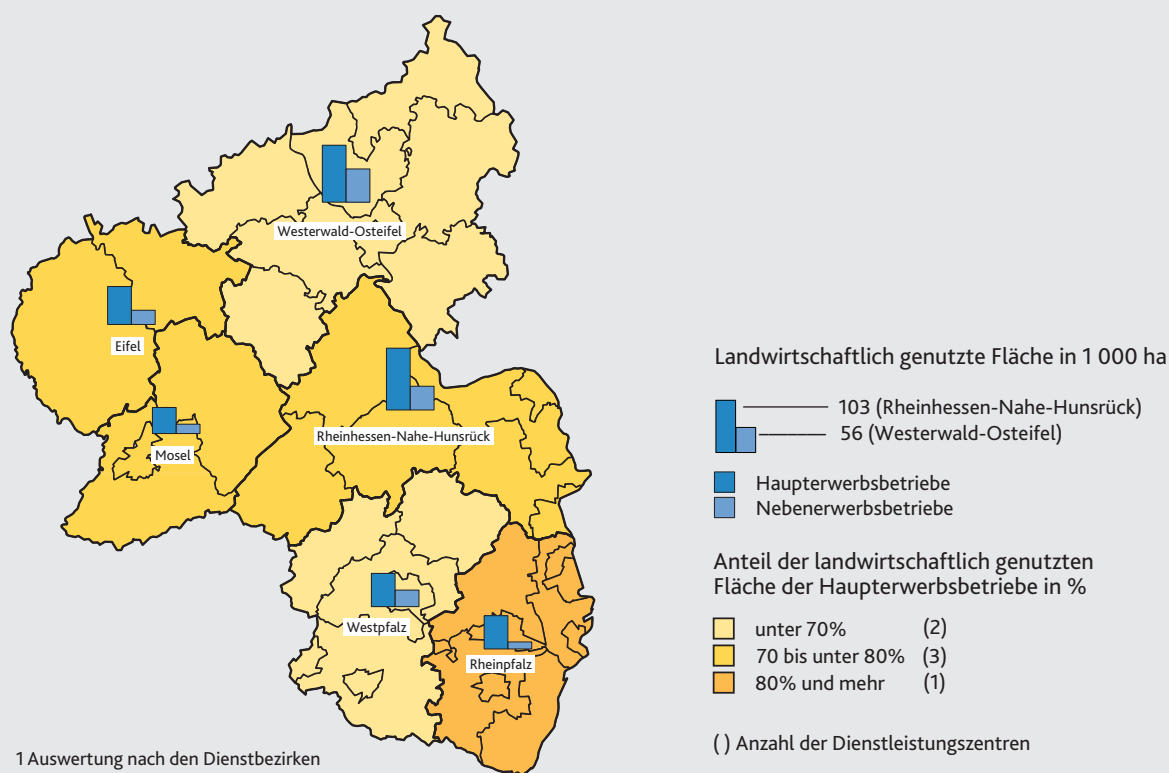 Westerwald-Osteifel
Eifel
Mosel
Rheinhessen-Nahe-Hunsrück
Westpfalz
Rheinpfalz
1 Auswertung nach den Dienstbezirken
Landwirtschaftlich genutzte Fläche in 1 000 ha
103 (Rheinhessen-Nahe-Hunsrück)
56 (Westerwald-Osteifel)
Haupterwerbsbetriebe
Nebenerwerbsbetriebe
Anteil der landwirtschaftlich genutzten
Fläche der Haupterwerbsbetriebe in %
unter 70% (2)
70 bis unter 80% (3)
80% und mehr (1)
( ) Anzahl der Dienstleistungszentren